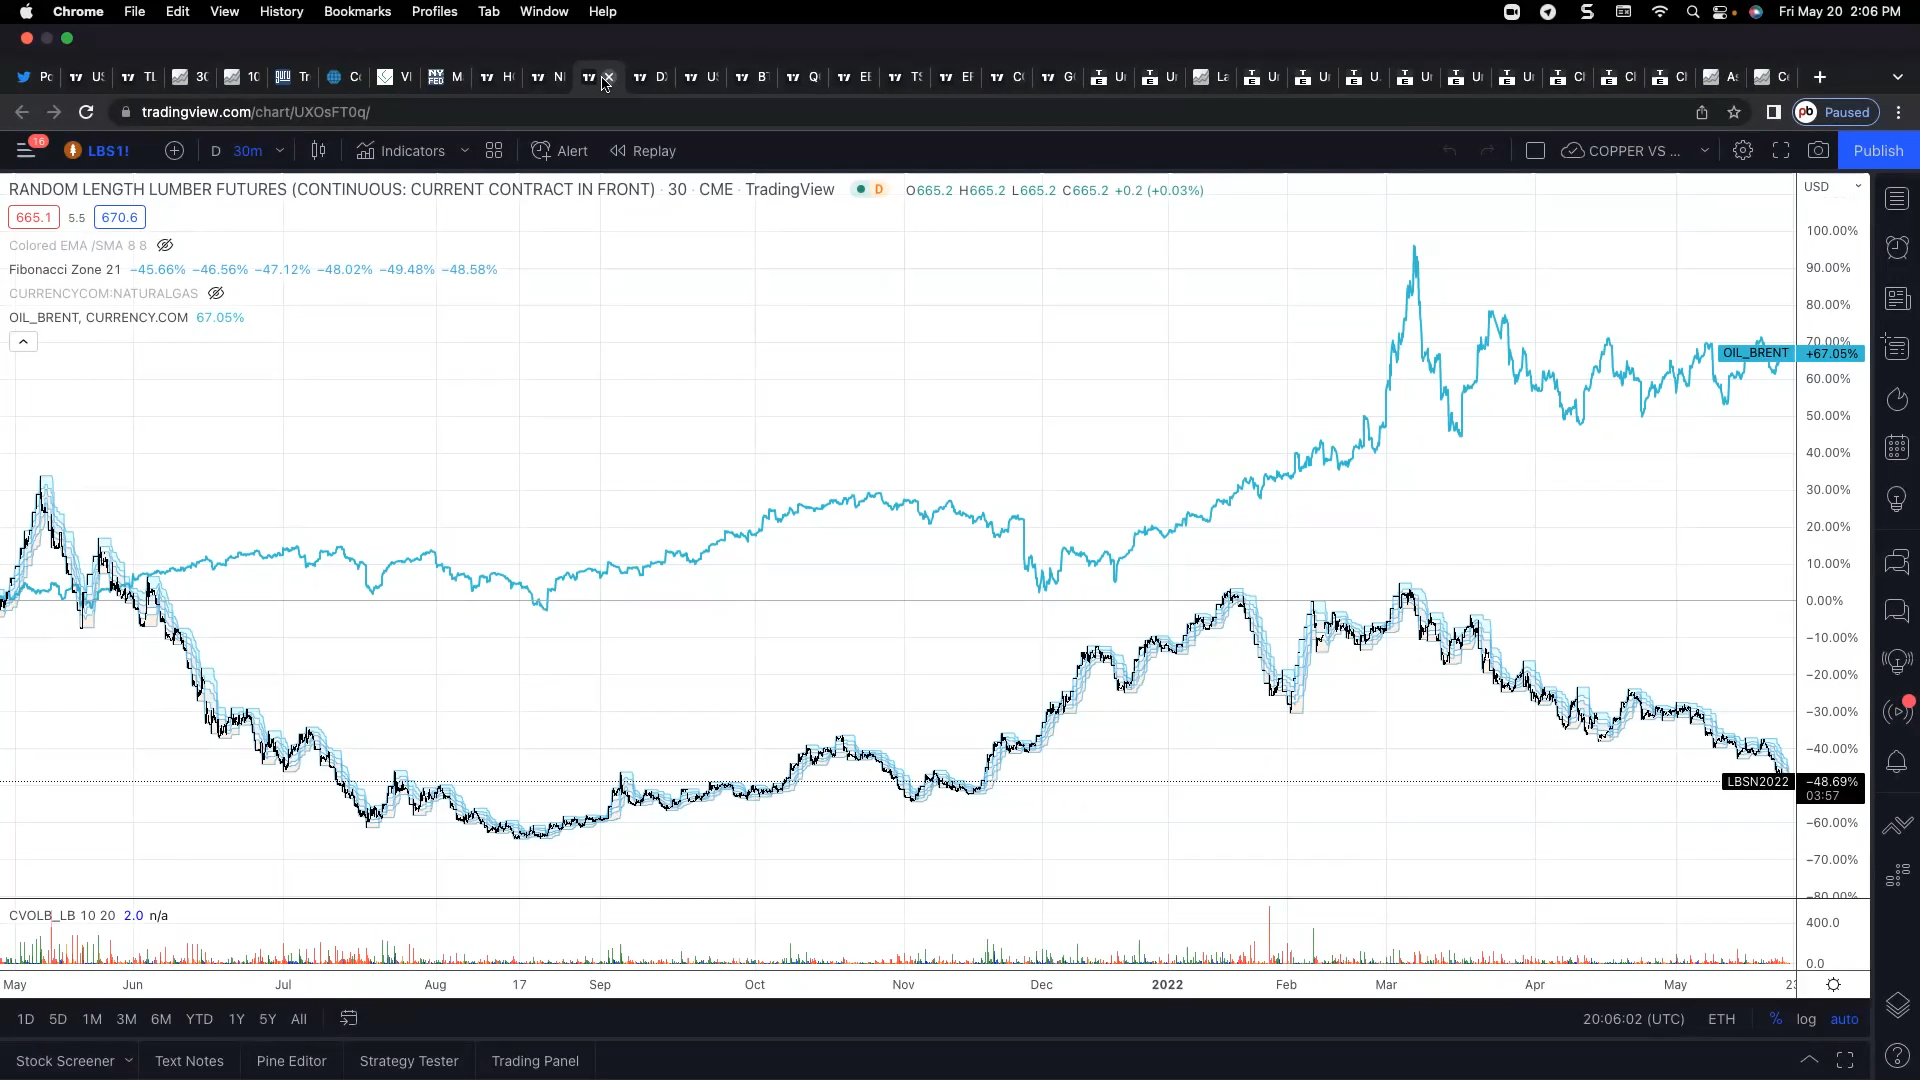 Chrome File Edit View History Bookmarks Profiles Tab Window Help Fri May 20 2:06 PM
tradingview.com/chart/UXOsFT0q/ pb Paused
16 LBS1! D 30m Indicators Alert Replay COPPER VS ... Publish
RANDOM LENGTH LUMBER FUTURES (CONTINUOUS: CURRENT CONTRACT IN FRONT) · 30 · CME · TradingView D O665.2 H665.2 L665.2 C665.2 +0.2 (+0.03%) USD
665.1 5.5 670.6
Colored EMA /SMA 8 8
Fibonacci Zone 21 −45.66% −46.56% −47.12% −48.02% −49.48% −48.58%
CURRENCYCOM:NATURALGAS
OIL_BRENT, CURRENCY.COM 67.05%
100.00%
90.00%
80.00%
70.00%
OIL_BRENT +67.05%
60.00%
50.00%
40.00%
30.00%
20.00%
10.00%
0.00%
−10.00%
−20.00%
−30.00%
−40.00%
LBSN2022 −48.69%
03:57
−60.00%
−70.00%
−80.00%
CVOLB_LB 10 20 2.0 n/a
400.0
0.0
May Jun Jul Aug 17 Sep Oct Nov Dec 2022 Feb Mar Apr May
1D 5D 1M 3M 6M YTD 1Y 5Y All 20:06:02 (UTC) ETH % log auto
Stock Screener Text Notes Pine Editor Strategy Tester Trading Panel